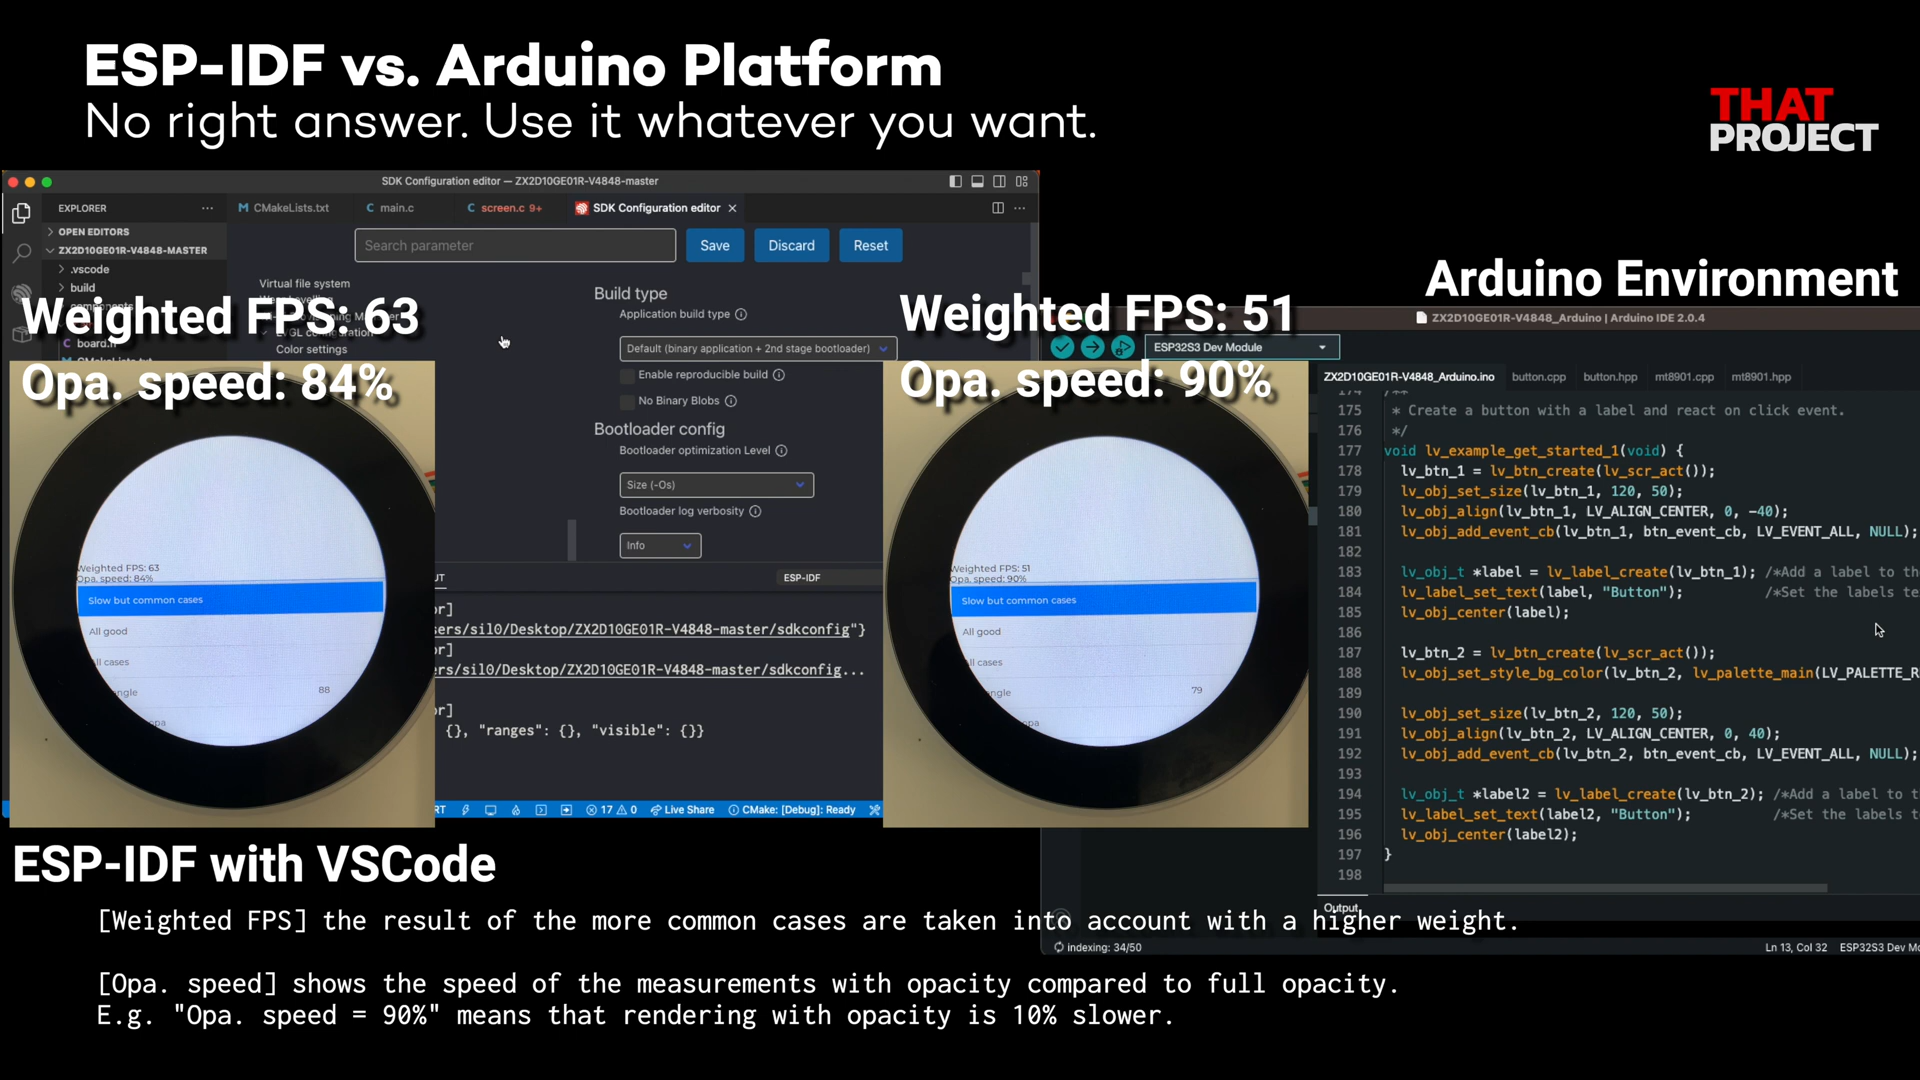 ESP-IDF vs. Arduino Platform
No right answer. Use it whatever you want.
THAT
PROJECT
SDK Configuration editor — ZX2D10GE01R-V4848-master
EXPLORER
CMakeLists.txt
main.c
screen.c 9+
SDK Configuration editor
OPEN EDITORS
ZX2D10GE01R-V4848-MASTER
.vscode
build
board.h
Search parameter
Save
Discard
Reset
Virtual file system
Color settings
Build type
Application build type
Default (binary application + 2nd stage bootloader)
Enable reproducible build
No Binary Blobs
Bootloader config
Bootloader optimization Level
Size (-Os)
Bootloader log verbosity
Info
ESP-IDF
ers/sil0/Desktop/ZX2D10GE01R-V4848-master/sdkconfig"}
ers/sil0/Desktop/ZX2D10GE01R-V4848-master/sdkconfig...
{}, "ranges": {}, "visible": {}}
17 0
Live Share
CMake: [Debug]: Ready
Weighted FPS: 63
Opa. speed: 84%
Weighted FPS: 63
Opa. speed: 84%
Slow but common cases
All good
ll cases
angle 88
opa
ESP-IDF with VSCode
Weighted FPS: 51
Opa. speed: 90%
Weighted FPS: 51
Opa. speed: 90%
Slow but common cases
All good
ll cases
ngle 79
opa
Arduino Environment
ZX2D10GE01R-V4848_Arduino | Arduino IDE 2.0.4
ESP32S3 Dev Module
ZX2D10GE01R-V4848_Arduino.ino button.cpp button.hpp mt8901.cpp mt8901.hpp
174 /**
175 * Create a button with a label and react on click event.
176 */
177 void lv_example_get_started_1(void) {
178 lv_btn_1 = lv_btn_create(lv_scr_act());
179 lv_obj_set_size(lv_btn_1, 120, 50);
180 lv_obj_align(lv_btn_1, LV_ALIGN_CENTER, 0, -40);
181 lv_obj_add_event_cb(lv_btn_1, btn_event_cb, LV_EVENT_ALL, NULL);
182
183 lv_obj_t *label = lv_label_create(lv_btn_1); /*Add a label to th
184 lv_label_set_text(label, "Button"); /*Set the labels te
185 lv_obj_center(label);
186
187 lv_btn_2 = lv_btn_create(lv_scr_act());
188 lv_obj_set_style_bg_color(lv_btn_2, lv_palette_main(LV_PALETTE_R
189
190 lv_obj_set_size(lv_btn_2, 120, 50);
191 lv_obj_align(lv_btn_2, LV_ALIGN_CENTER, 0, 40);
192 lv_obj_add_event_cb(lv_btn_2, btn_event_cb, LV_EVENT_ALL, NULL);
193
194 lv_obj_t *label2 = lv_label_create(lv_btn_2); /*Add a label to t
195 lv_label_set_text(label2, "Button"); /*Set the labels t
196 lv_obj_center(label2);
197 }
198
Output
indexing: 34/50
Ln 13, Col 32 ESP32S3 Dev Mo
[Weighted FPS] the result of the more common cases are taken into account with a higher weight.
[Opa. speed] shows the speed of the measurements with opacity compared to full opacity.
E.g. "Opa. speed = 90%" means that rendering with opacity is 10% slower.